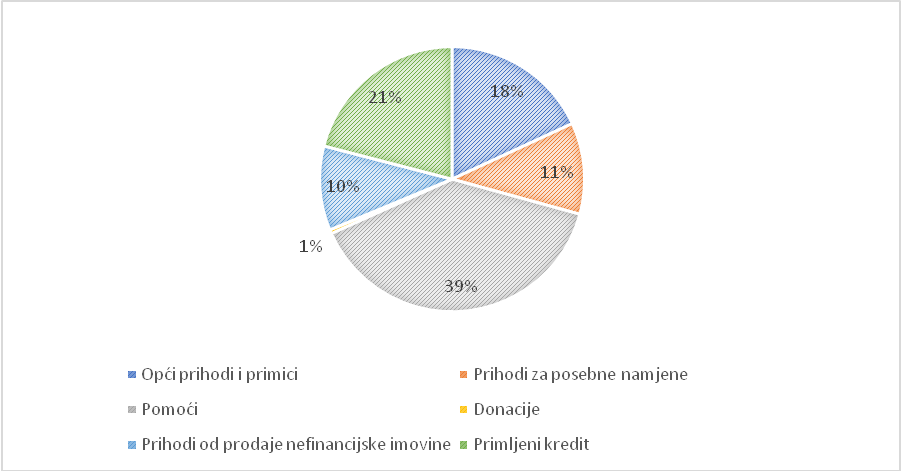 21%
18%
11%
10%
1%
39%
Opći prihodi i primici
Prihodi za posebne namjene
Pomoći
Donacije
Prihodi od prodaje nefinancijske imovine
Primljeni kredit